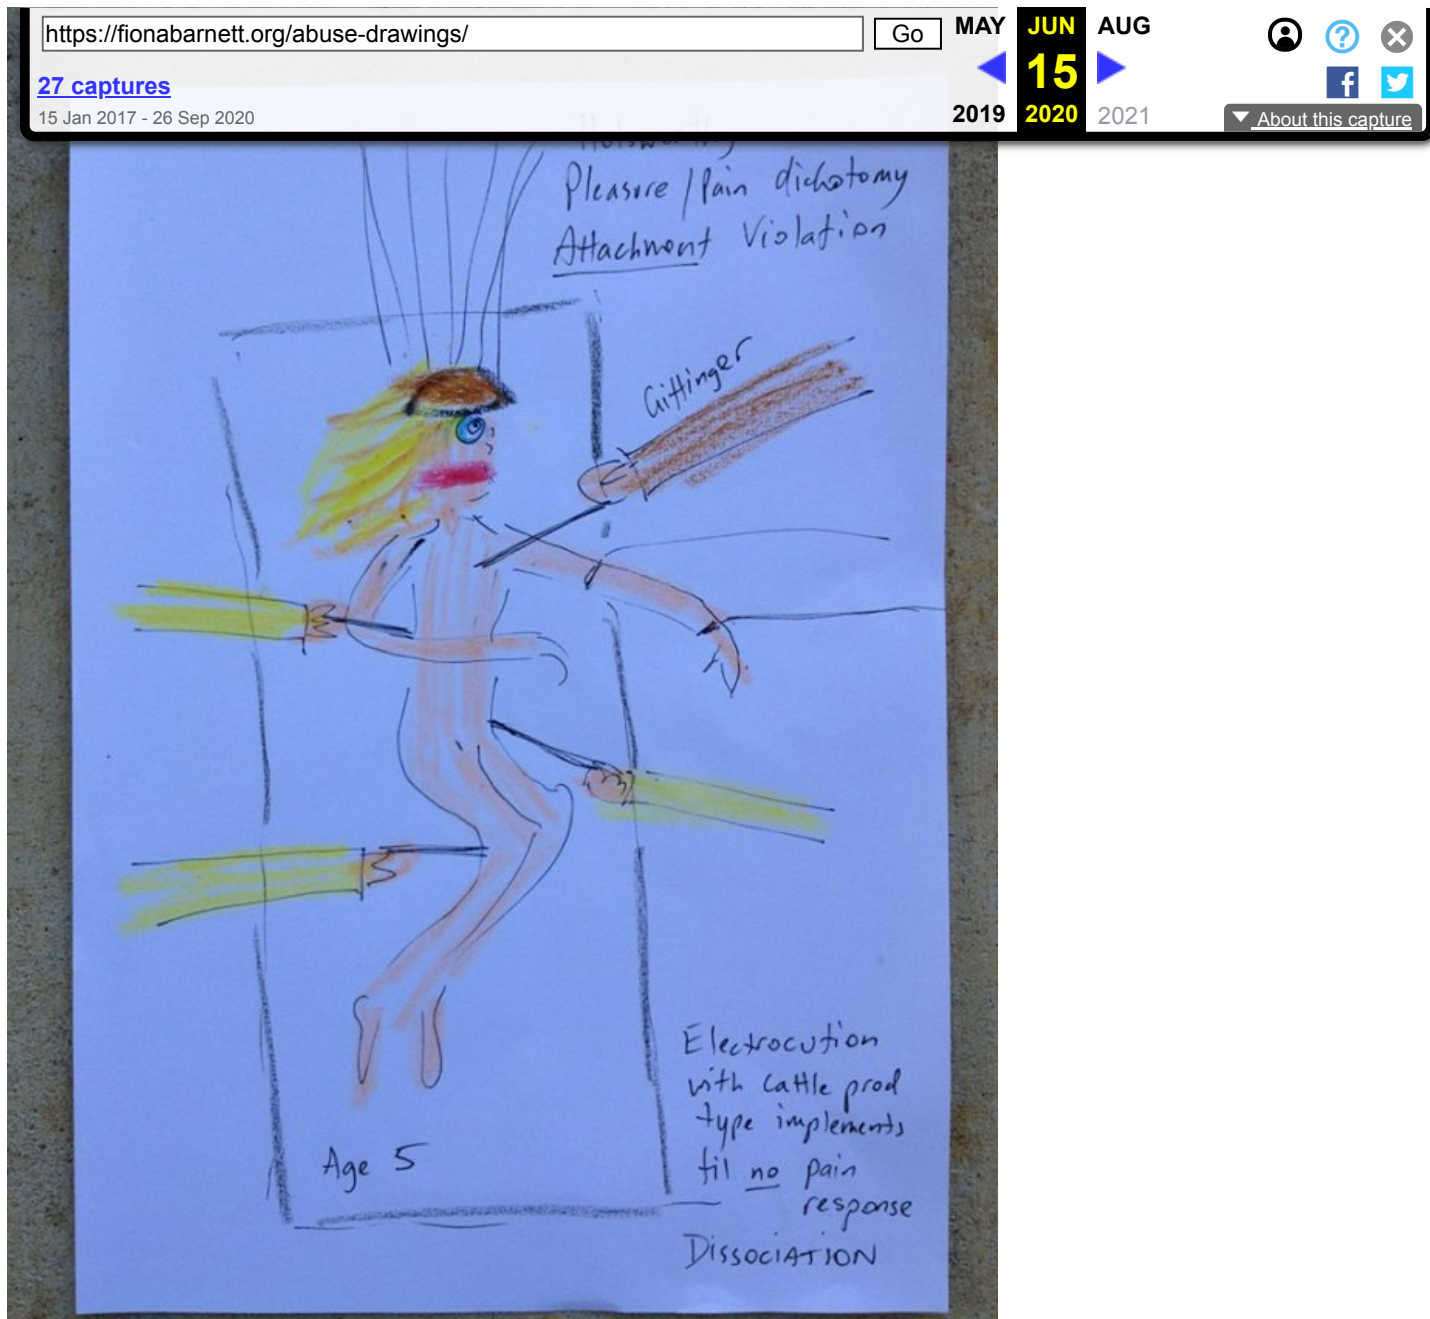 https://fionabarnett.org/abuse-drawings/
Go
MAY JUN AUG
15
27 captures
15 Jan 2017 - 26 Sep 2020
2019 2020 2021
About this capture
Pleasure / Pain dichotomy
Attachment Violation
Gittinger
Electrocution
with cattle prod
type implements
til no pain
response
Dissociation
Age 5